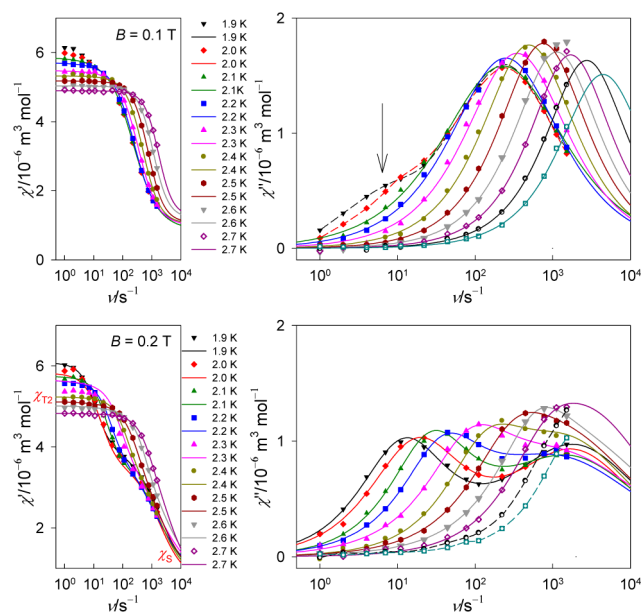 B = 0.1 T
χ'/10⁻⁶ m³ mol⁻¹
6
4
2
0
10⁰ 10¹ 10² 10³ 10⁴
ν/s⁻¹
1.9 K
1.9 K
2.0 K
2.0 K
2.1 K
2.1K
2.2 K
2.2 K
2.3 K
2.3 K
2.4 K
2.4 K
2.5 K
2.5 K
2.6 K
2.6 K
2.7 K
2.7 K
χ''/10⁻⁶ m³ mol⁻¹
2
1
0
10⁰ 10¹ 10² 10³ 10⁴
ν/s⁻¹
B = 0.2 T
χ'/10⁻⁶ m³ mol⁻¹
6
χT2
4
2
χS
10⁰ 10¹ 10² 10³ 10⁴
ν/s⁻¹
1.9 K
1.9 K
2.0 K
2.0 K
2.1 K
2.1 K
2.2 K
2.2 K
2.3 K
2.3 K
2.4 K
2.4 K
2.5 K
2.5 K
2.6 K
2.6 K
2.7 K
2.7 K
χ''/10⁻⁶ m³ mol⁻¹
2
1
0
10⁰ 10¹ 10² 10³ 10⁴
ν/s⁻¹